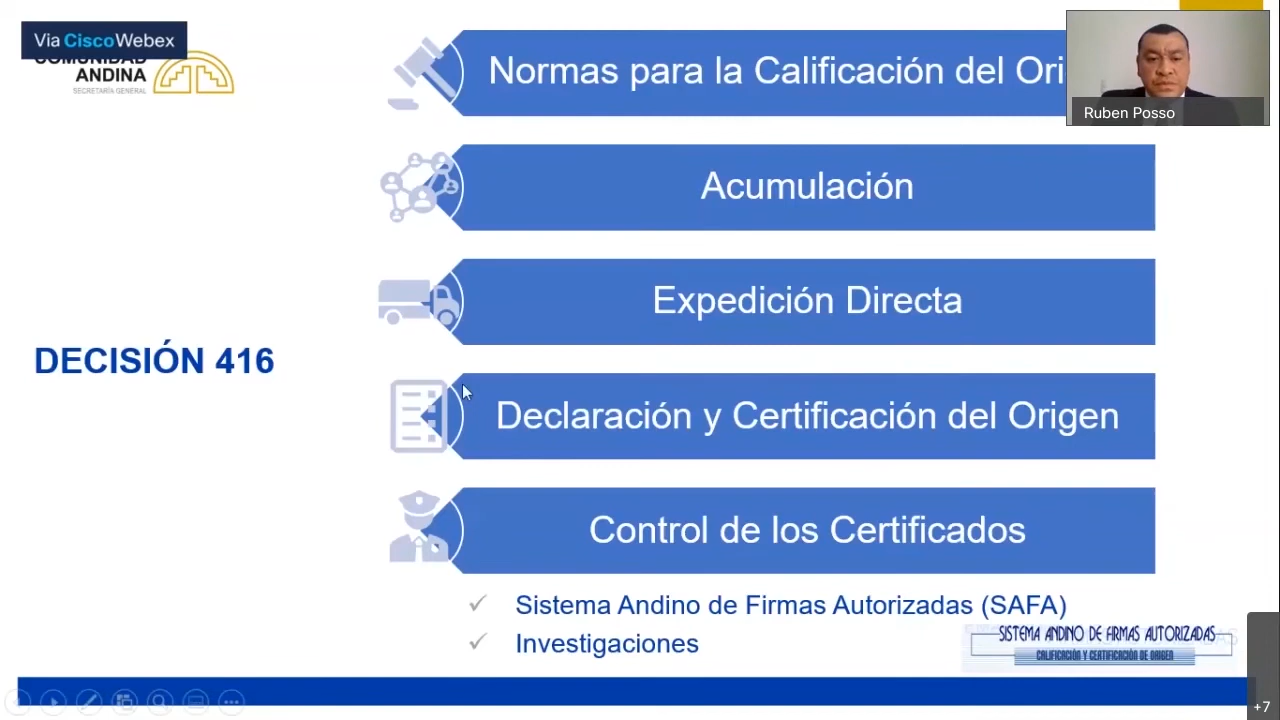 Via CiscoWebex
COMUNIDAD
ANDINA
SECRETARÍA GENERAL
Normas para la Calificación del Ori
Ruben Posso
Acumulación
Expedición Directa
DECISIÓN 416
Declaración y Certificación del Origen
Control de los Certificados
Sistema Andino de Firmas Autorizadas (SAFA)
Investigaciones
SISTEMA ANDINO DE FIRMAS AUTORIZADAS
CALIFICACIÓN Y CERTIFICACIÓN DE ORIGEN
+7